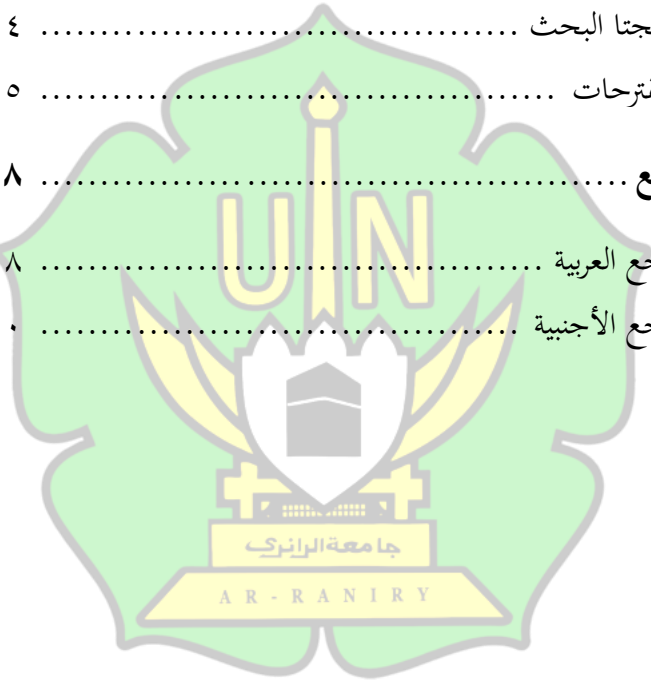 جتا البحث ........................................ ٤
ترحات ........................................ ٥
ع ........................................ ٨
جع العربية ........................................ ٨
جع الأجنبية ........................................ ٠
UIN
جامعة الرانري
AR-RANIRY